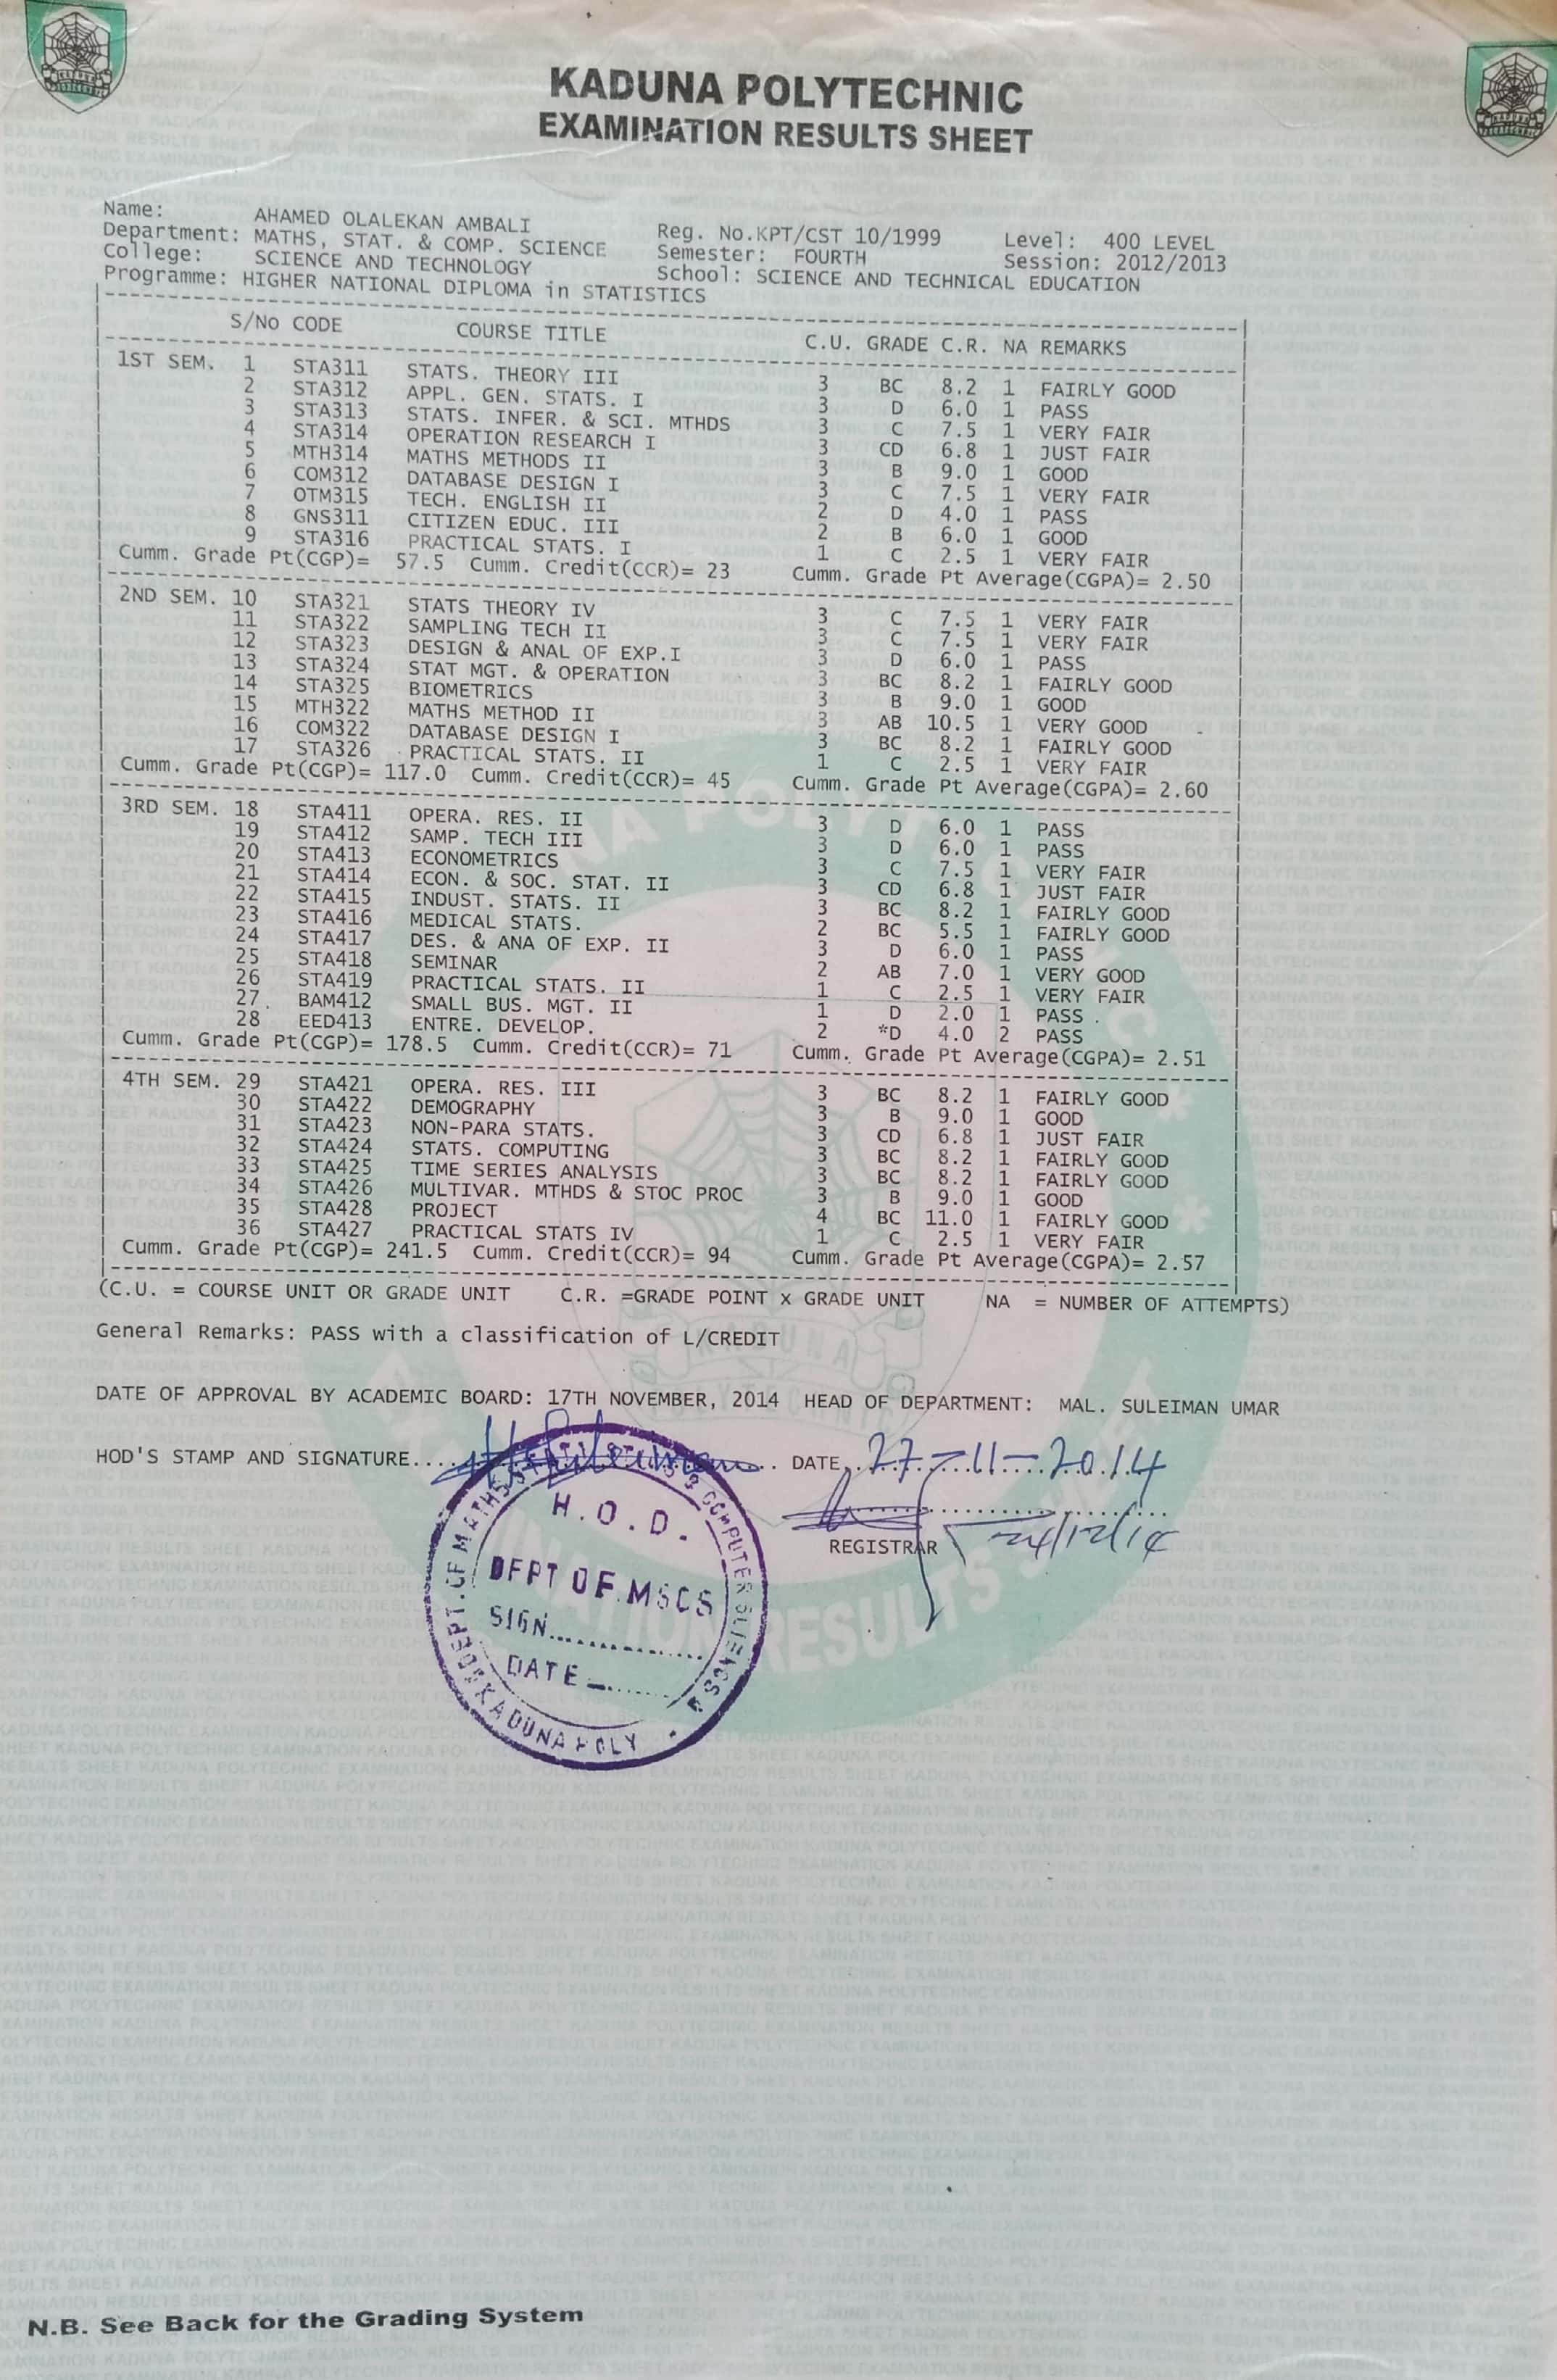 KADUNA POLYTECHNIC
EXAMINATION RESULTS SHEET
Name: AHAMED OLALEKAN AMBALI Reg. No.KPT/CST 10/1999 Level: 400 LEVEL
Department: MATHS, STAT. & COMP. SCIENCE Semester: FOURTH Session: 2012/2013
College: SCIENCE AND TECHNOLOGY School: SCIENCE AND TECHNICAL EDUCATION
Programme: HIGHER NATIONAL DIPLOMA in STATISTICS
S/No CODE COURSE TITLE C.U. GRADE C.R. NA REMARKS
1ST SEM. 1 STA311 STATS. THEORY III 3 BC 8.2 1 FAIRLY GOOD
2 STA312 APPL. GEN. STATS. I 3 D 6.0 1 PASS
3 STA313 STATS. INFER. & SCI. MTHDS 3 C 7.5 1 VERY FAIR
4 STA314 OPERATION RESEARCH I 3 CD 6.8 1 JUST FAIR
5 MTH314 MATHS METHODS II 3 B 9.0 1 GOOD
6 COM312 DATABASE DESIGN I 3 C 7.5 1 VERY FAIR
7 OTM315 TECH. ENGLISH II 2 D 4.0 1 PASS
8 GNS311 CITIZEN EDUC. III 2 B 6.0 1 GOOD
9 STA316 PRACTICAL STATS. I 1 C 2.5 1 VERY FAIR
Cumm. Grade Pt(CGP)= 57.5 Cumm. Credit(CCR)= 23 Cumm. Grade Pt Average(CGPA)= 2.50
2ND SEM. 10 STA321 STATS THEORY IV 3 C 7.5 1 VERY FAIR
11 STA322 SAMPLING TECH II 3 C 7.5 1 VERY FAIR
12 STA323 DESIGN & ANAL OF EXP.I 3 D 6.0 1 PASS
13 STA324 STAT MGT. & OPERATION 3 BC 8.2 1 FAIRLY GOOD
14 STA325 BIOMETRICS 3 B 9.0 1 GOOD
15 MTH322 MATHS METHOD II 3 AB 10.5 1 VERY GOOD
16 COM322 DATABASE DESIGN I 3 BC 8.2 1 FAIRLY GOOD
17 STA326 PRACTICAL STATS. II 1 C 2.5 1 VERY FAIR
Cumm. Grade Pt(CGP)= 117.0 Cumm. Credit(CCR)= 45 Cumm. Grade Pt Average(CGPA)= 2.60
3RD SEM. 18 STA411 OPERA. RES. II 3 D 6.0 1 PASS
19 STA412 SAMP. TECH III 3 D 6.0 1 PASS
20 STA413 ECONOMETRICS 3 C 7.5 1 VERY FAIR
21 STA414 ECON. & SOC. STAT. II 3 CD 6.8 1 JUST FAIR
22 STA415 INDUST. STATS. II 3 BC 8.2 1 FAIRLY GOOD
23 STA416 MEDICAL STATS. 2 BC 5.5 1 FAIRLY GOOD
24 STA417 DES. & ANA OF EXP. II 3 D 6.0 1 PASS
25 STA418 SEMINAR 2 AB 7.0 1 VERY GOOD
26 STA419 PRACTICAL STATS. II 1 C 2.5 1 VERY FAIR
27 BAM412 SMALL BUS. MGT. II 1 D 2.0 1 PASS
28 EED413 ENTRE. DEVELOP. 2 *D 4.0 2 PASS
Cumm. Grade Pt(CGP)= 178.5 Cumm. Credit(CCR)= 71 Cumm. Grade Pt Average(CGPA)= 2.51
4TH SEM. 29 STA421 OPERA. RES. III 3 BC 8.2 1 FAIRLY GOOD
30 STA422 DEMOGRAPHY 3 B 9.0 1 GOOD
31 STA423 NON-PARA STATS. 3 CD 6.8 1 JUST FAIR
32 STA424 STATS. COMPUTING 3 BC 8.2 1 FAIRLY GOOD
33 STA425 TIME SERIES ANALYSIS 3 BC 8.2 1 FAIRLY GOOD
34 STA426 MULTIVAR. MTHDS & STOC PROC 3 B 9.0 1 GOOD
35 STA428 PROJECT 4 BC 11.0 1 FAIRLY GOOD
36 STA427 PRACTICAL STATS IV 1 C 2.5 1 VERY FAIR
Cumm. Grade Pt(CGP)= 241.5 Cumm. Credit(CCR)= 94 Cumm. Grade Pt Average(CGPA)= 2.57
(C.U. = COURSE UNIT OR GRADE UNIT C.R. =GRADE POINT x GRADE UNIT NA = NUMBER OF ATTEMPTS)
General Remarks: PASS with a classification of L/CREDIT
DATE OF APPROVAL BY ACADEMIC BOARD: 17TH NOVEMBER, 2014 HEAD OF DEPARTMENT: MAL. SULEIMAN UMAR
HOD'S STAMP AND SIGNATURE.... DATE 27-11-2014
REGISTRAR 24/12/14
H.O.D.
DEPT OF MSCS
SIGN
DATE
KADUNA POLY
N.B. See Back for the Grading System